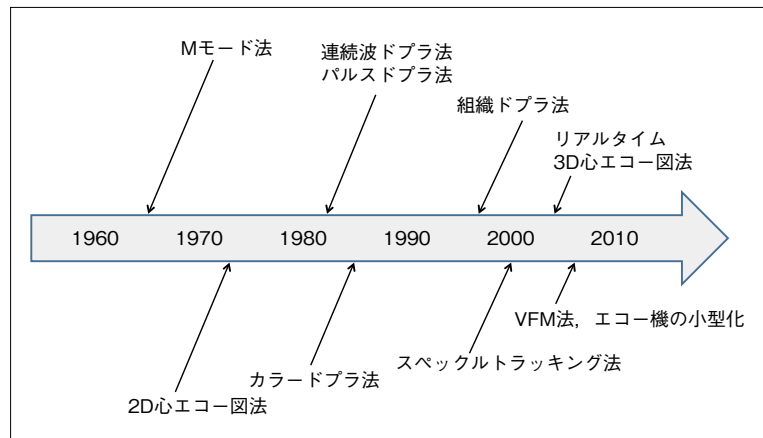 Mモード法
連続波ドプラ法
パルスドプラ法
組織ドプラ法
リアルタイム
3D心エコー図法
1960 1970 1980 1990 2000 2010
VFM法，エコー機の小型化
スペックルトラッキング法
カラードプラ法
2D心エコー図法